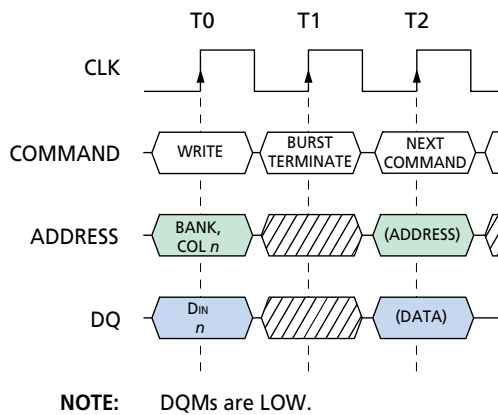 T0 T1 T2
CLK
COMMAND WRITE BURST TERMINATE NEXT COMMAND
ADDRESS BANK, COL n (ADDRESS)
DQ DIN n (DATA)
NOTE: DQMs are LOW.